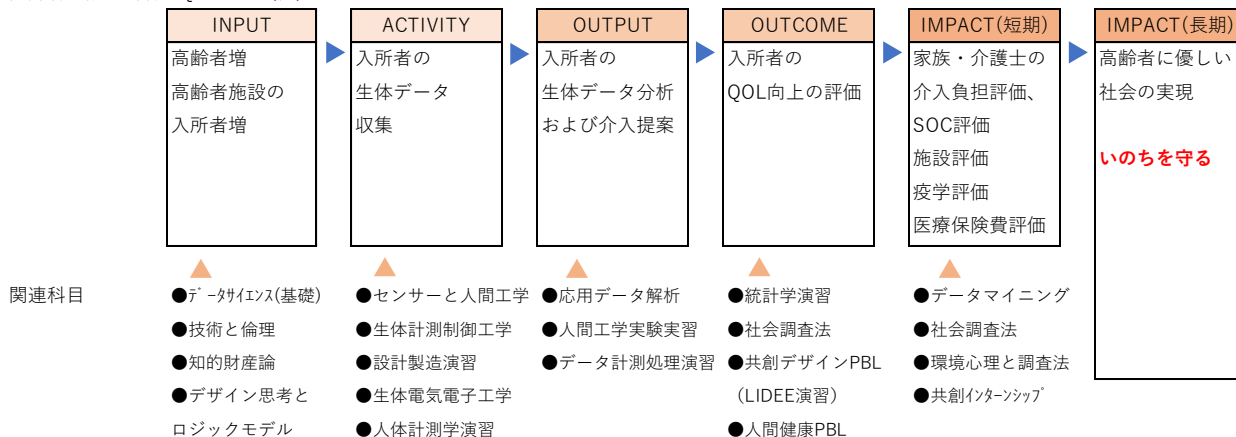 INPUT
高齢者増
高齢者施設の
入所者増
ACTIVITY
入所者の
生体データ
収集
OUTPUT
入所者の
生体データ分析
および介入提案
OUTCOME
入所者の
QOL向上の評価
IMPACT(短期)
家族・介護士の
介入負担評価、
SOC評価
施設評価
疫学評価
医療保険費評価
IMPACT(長期)
高齢者に優しい
社会の実現
いのちを守る
関連科目
●ﾃﾞｰﾀｻｲｴﾝｽ(基礎)
●技術と倫理
●知的財産論
●デザイン思考と
ロジックモデル
●センサーと人間工学
●生体計測制御工学
●設計製造演習
●生体電気電子工学
●人体計測学演習
●応用データ解析
●人間工学実験実習
●データ計測処理演習
●統計学演習
●社会調査法
●共創デザインPBL
（LIDEE演習）
●人間健康PBL
●データマイニング
●社会調査法
●環境心理と調査法
●共創ｲﾝﾀｰﾝｼｯﾌﾟ